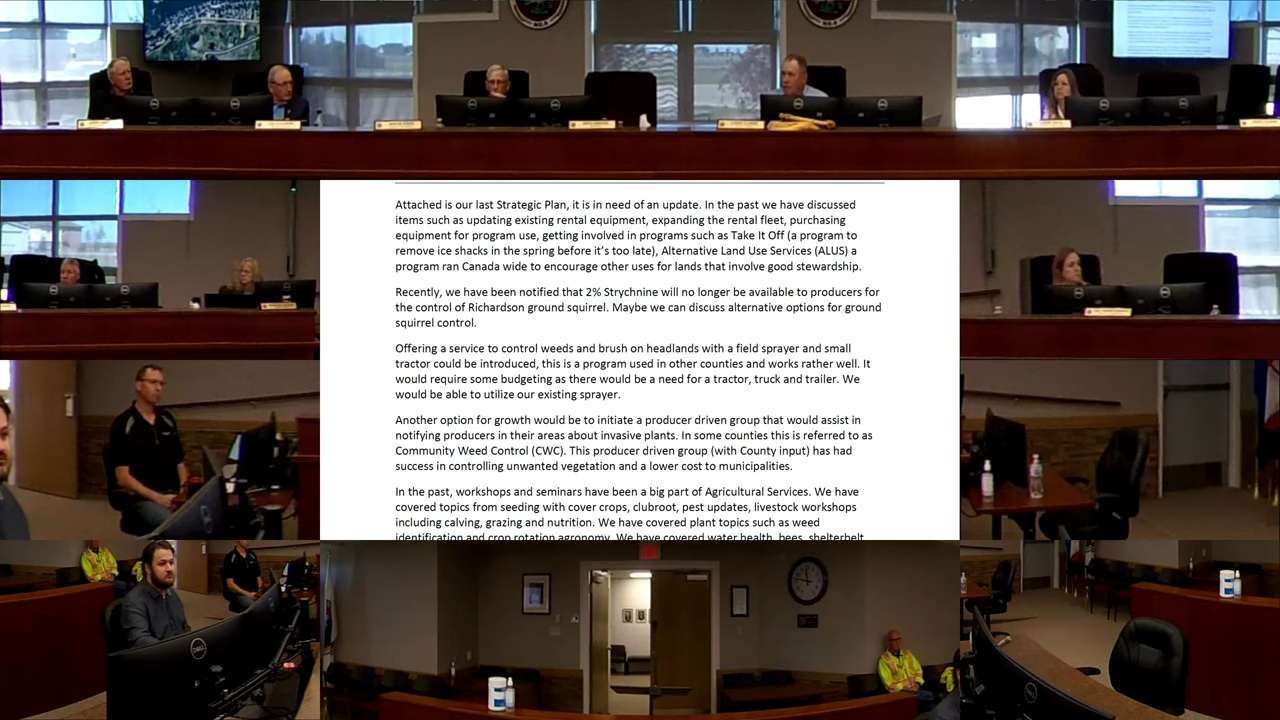 Attached is our last Strategic Plan, it is in need of an update. In the past we have discussed
items such as updating existing rental equipment, expanding the rental fleet, purchasing
equipment for program use, getting involved in programs such as Take It Off (a program to
remove ice shacks in the spring before it's too late), Alternative Land Use Services (ALUS) a
program ran Canada wide to encourage other uses for lands that involve good stewardship.
Recently, we have been notified that 2% Strychnine will no longer be available to producers for
the control of Richardson ground squirrel. Maybe we can discuss alternative options for ground
squirrel control.
Offering a service to control weeds and brush on headlands with a field sprayer and small
tractor could be introduced, this is a program used in other counties and works rather well. It
would require some budgeting as there would be a need for a tractor, truck and trailer. We
would be able to utilize our existing sprayer.
Another option for growth would be to initiate a producer driven group that would assist in
notifying producers in their areas about invasive plants. In some counties this is referred to as
Community Weed Control (CWC). This producer driven group (with County input) has had
success in controlling unwanted vegetation and a lower cost to municipalities.
In the past, workshops and seminars have been a big part of Agricultural Services. We have
covered topics from seeding with cover crops, clubroot, pest updates, livestock workshops
including calving, grazing and nutrition. We have covered plant topics such as weed
identification and crop rotation agronomy. We have covered water health, bees, shelterbelt
DELL